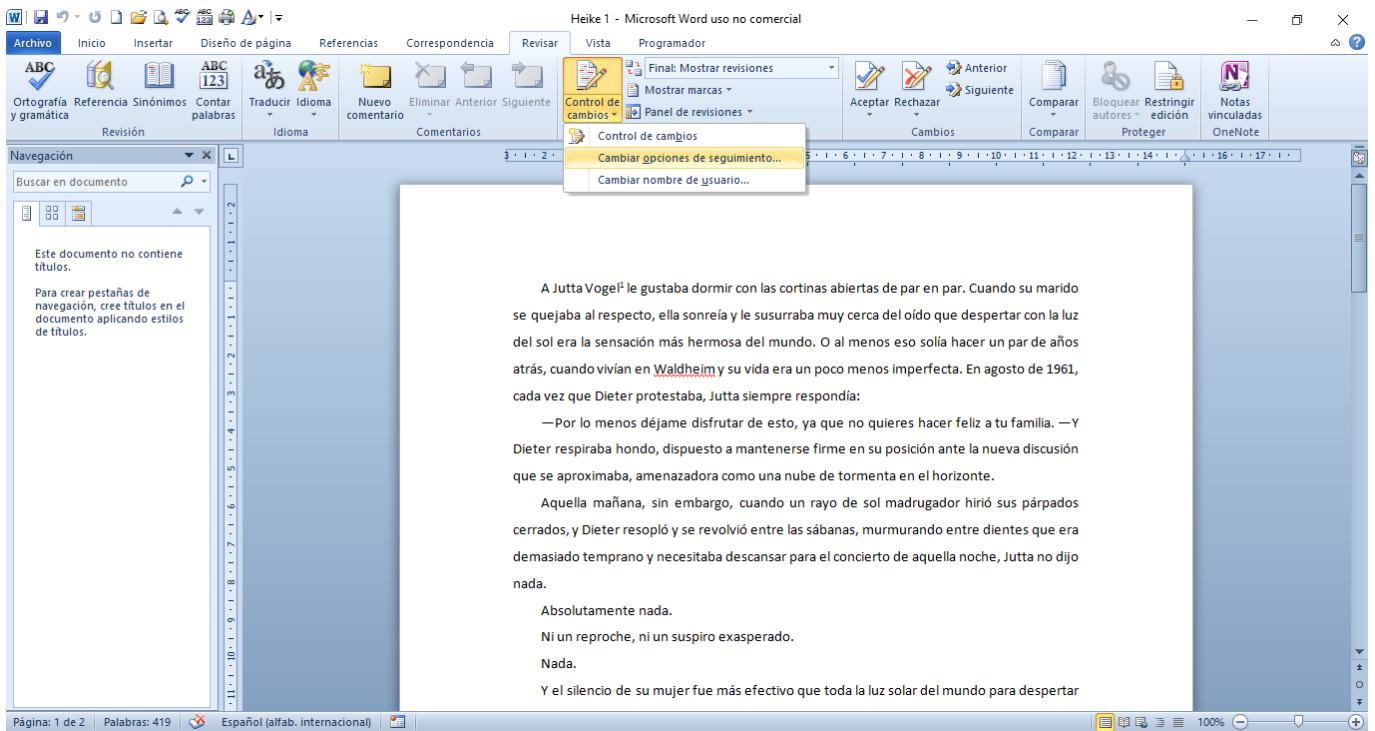 Heike 1 - Microsoft Word uso no comercial
Archivo Inicio Insertar Diseño de página Referencias Correspondencia Revisar Vista Programador
ABC Ortografía y gramática
Referencia
Sinónimos
ABC 123 Contar palabras
Revisión
Traducir
Idioma
Idioma
Nuevo comentario
Eliminar
Anterior
Siguiente
Comentarios
Control de cambios
Final: Mostrar revisiones
Mostrar marcas
Panel de revisiones
Aceptar
Rechazar
Anterior
Siguiente
Cambios
Comparar
Comparar
Bloquear autores
Restringir edición
Proteger
Notas vinculadas
OneNote
Control de cambios
Cambiar opciones de seguimiento...
Cambiar nombre de usuario...
Navegación
Buscar en documento
Este documento no contiene
títulos.
Para crear pestañas de
navegación, cree títulos en el
documento aplicando estilos
de títulos.
A Jutta Vogel¹ le gustaba dormir con las cortinas abiertas de par en par. Cuando su marido
se quejaba al respecto, ella sonreía y le susurraba muy cerca del oído que despertar con la luz
del sol era la sensación más hermosa del mundo. O al menos eso solía hacer un par de años
atrás, cuando vivían en Waldheim y su vida era un poco menos imperfecta. En agosto de 1961,
cada vez que Dieter protestaba, Jutta siempre respondía:
—Por lo menos déjame disfrutar de esto, ya que no quieres hacer feliz a tu familia. —Y
Dieter respiraba hondo, dispuesto a mantenerse firme en su posición ante la nueva discusión
que se aproximaba, amenazadora como una nube de tormenta en el horizonte.
Aquella mañana, sin embargo, cuando un rayo de sol madrugador hirió sus párpados
cerrados, y Dieter resopló y se revolvió entre las sábanas, murmurando entre dientes que era
demasiado temprano y necesitaba descansar para el concierto de aquella noche, Jutta no dijo
nada.
Absolutamente nada.
Ni un reproche, ni un suspiro exasperado.
Nada.
Y el silencio de su mujer fue más efectivo que toda la luz solar del mundo para despertar
Página: 1 de 2 Palabras: 419 Español (alfab. internacional) 100%